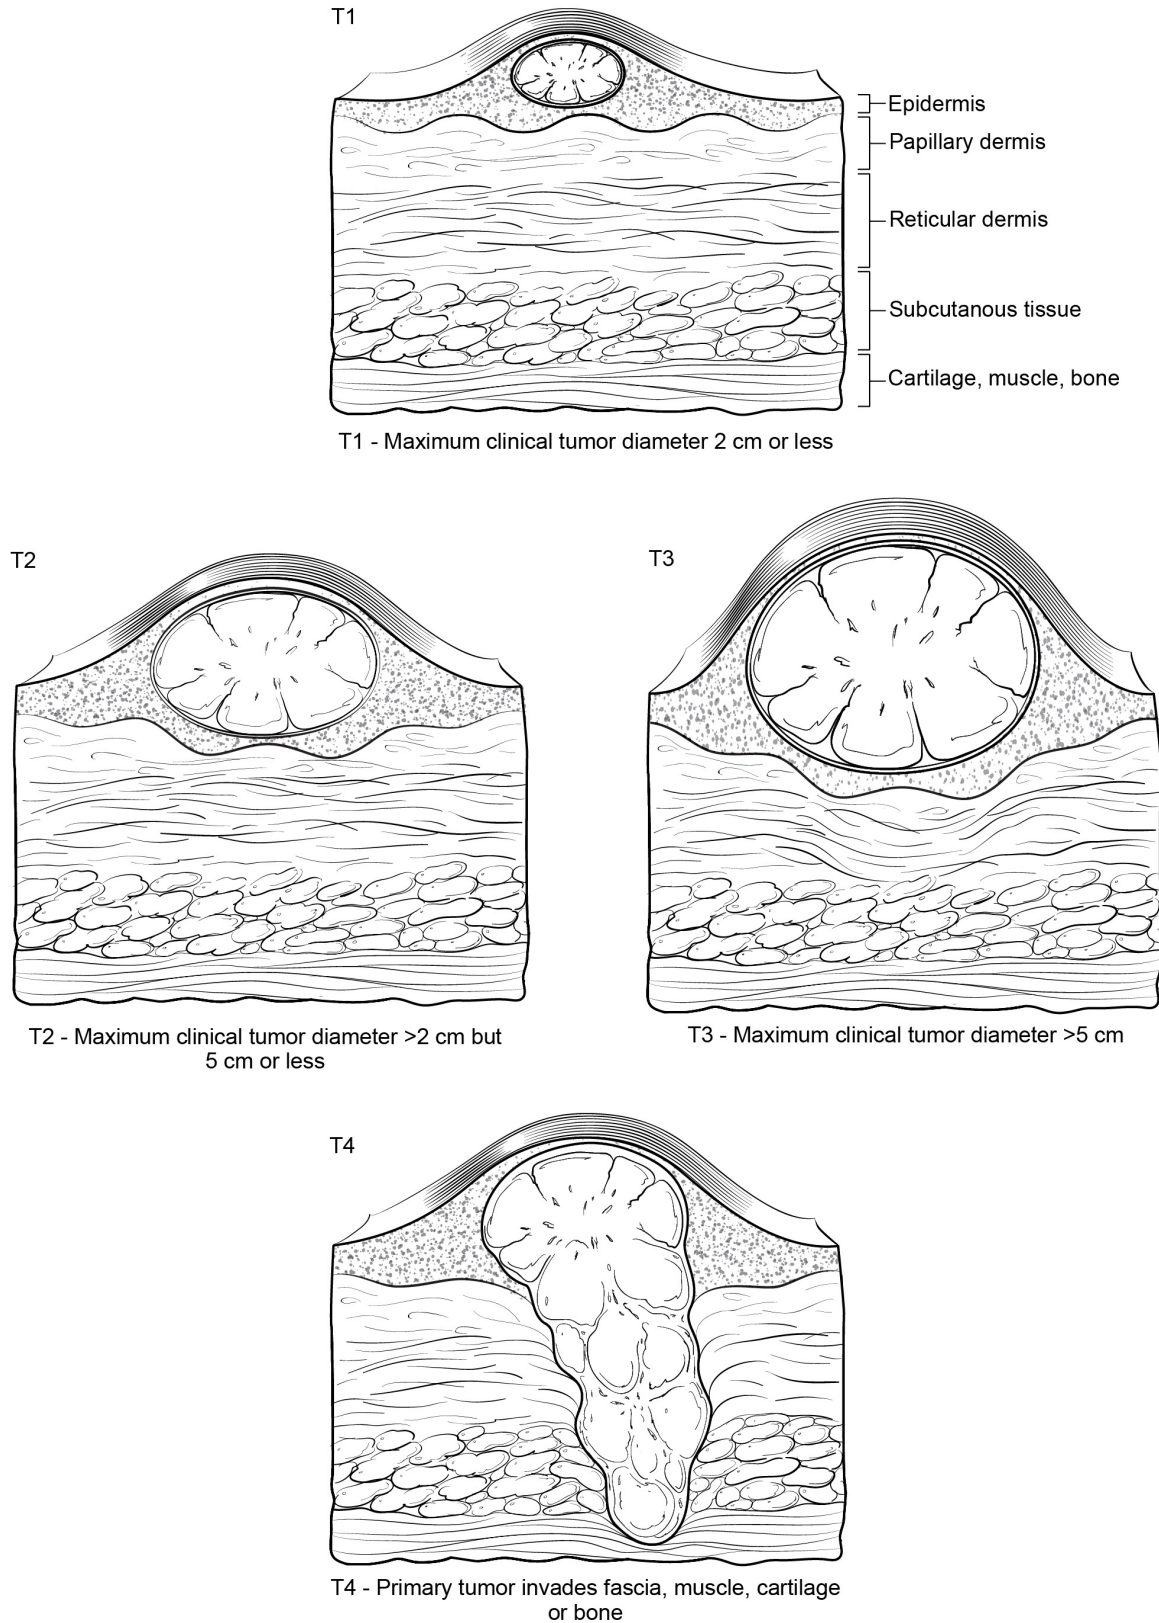 T1
Epidermis
Papillary dermis
Reticular dermis
Subcutanous tissue
Cartilage, muscle, bone
T1 - Maximum clinical tumor diameter 2 cm or less
T2
T2 - Maximum clinical tumor diameter >2 cm but
5 cm or less
T3
T3 - Maximum clinical tumor diameter >5 cm
T4
T4 - Primary tumor invades fascia, muscle, cartilage
or bone